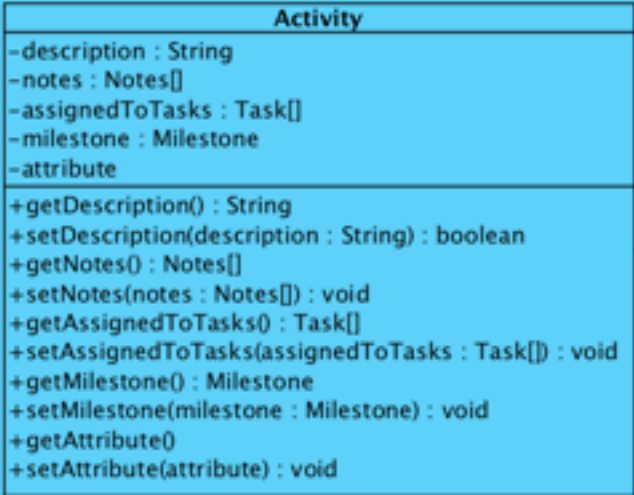 Activity
-description : String
-notes : Notes[]
-assignedToTasks : Task[]
-milestone : Milestone
-attribute
+getDescription() : String
+setDescription(description : String) : boolean
+getNotes() : Notes[]
+setNotes(notes : Notes[]) : void
+getAssignedToTasks() : Task[]
+setAssignedToTasks(assignedToTasks : Task[]) : void
+getMilestone() : Milestone
+setMilestone(milestone : Milestone) : void
+getAttribute()
+setAttribute(attribute) : void